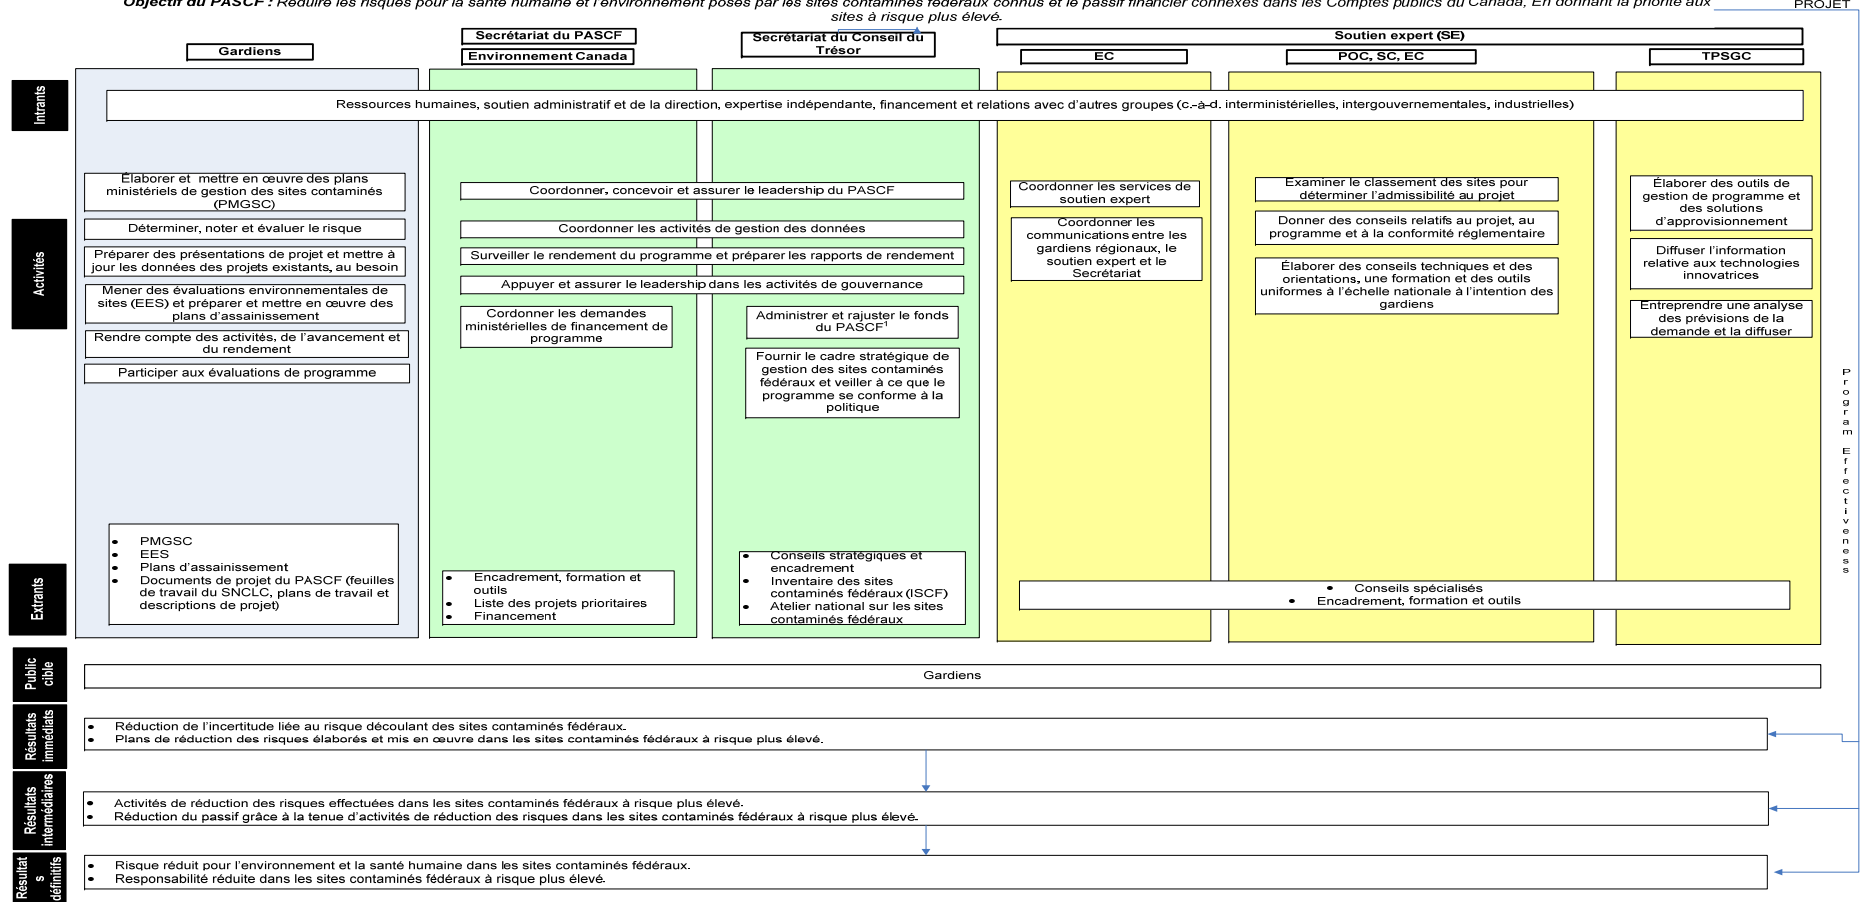 Objectif du PASCF : Réduire les risques pour la santé humaine et l'environnement posés par les sites contaminés fédéraux connus et le passif financier connexes dans les Comptes publics du Canada, En donnant la priorité aux
sites à risque plus élevé.
PROJET
Gardiens
Secrétariat du PASCF
Environnement Canada
Secrétariat du Conseil du
Trésor
Soutien expert (SE)
EC
POC, SC, EC
TPSGC
Intrants
Ressources humaines, soutien administratif et de la direction, expertise indépendante, financement et relations avec d'autres groupes (c.-à-d. interministérielles, intergouvernementales, industrielles)
Activités
Élaborer et mettre en œuvre des plans
ministériels de gestion des sites contaminés
(PMGSC)
Déterminer, noter et évaluer le risque
Préparer des présentations de projet et mettre à
jour les données des projets existants, au besoin
Mener des évaluations environnementales de
sites (EES) et préparer et mettre en œuvre des
plans d'assainissement
Rendre compte des activités, de l'avancement et
du rendement
Participer aux évaluations de programme
Coordonner, concevoir et assurer le leadership du PASCF
Coordonner les activités de gestion des données
Surveiller le rendement du programme et préparer les rapports de rendement
Appuyer et assurer le leadership dans les activités de gouvernance
Cordonner les demandes
ministérielles de financement de
programme
Administrer et rajuster le fonds
du PASCF¹
Fournir le cadre stratégique de
gestion des sites contaminés
fédéraux et veiller à ce que le
programme se conforme à la
politique
Coordonner les services de
soutien expert
Coordonner les
communications entre les
gardiens régionaux, le
soutien expert et le
Secrétariat
Examiner le classement des sites pour
déterminer l'admissibilité au projet
Donner des conseils relatifs au projet, au
programme et à la conformité réglementaire
Élaborer des conseils techniques et des
orientations, une formation et des outils
uniformes à l'échelle nationale à l'intention des
gardiens
Élaborer des outils de
gestion de programme et
des solutions
d'approvisionnement
Diffuser l'information
relative aux technologies
innovatrices
Entreprendre une analyse
des prévisions de la
demande et la diffuser
Program Effectiveness
Extrants
• PMGSC
• EES
• Plans d'assainissement
• Documents de projet du PASCF (feuilles
de travail du SNCLC, plans de travail et
descriptions de projet)
• Encadrement, formation et
outils
• Liste des projets prioritaires
• Financement
• Conseils stratégiques et
encadrement
• Inventaire des sites
contaminés fédéraux (ISCF)
• Atelier national sur les sites
contaminés fédéraux
• Conseils spécialisés
• Encadrement, formation et outils
Public
cible
Gardiens
Résultats
immédiats
• Réduction de l'incertitude liée au risque découlant des sites contaminés fédéraux.
• Plans de réduction des risques élaborés et mis en œuvre dans les sites contaminés fédéraux à risque plus élevé.
Résultats
intermédiaires
• Activités de réduction des risques effectuées dans les sites contaminés fédéraux à risque plus élevé.
• Réduction du passif grâce à la tenue d'activités de réduction des risques dans les sites contaminés fédéraux à risque plus élevé.
Résultat
s
définitifs
• Risque réduit pour l'environnement et la santé humaine dans les sites contaminés fédéraux.
• Responsabilité réduite dans les sites contaminés fédéraux à risque plus élevé.